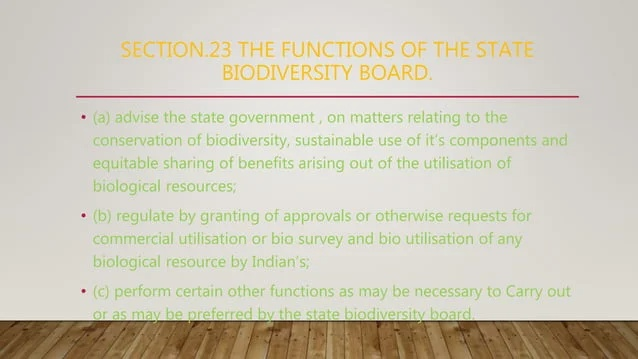 SECTION.23 THE FUNCTIONS OF THE STATE
BIODIVERSITY BOARD.
• (a) advise the state government , on matters relating to the
conservation of biodiversity, sustainable use of it's components and
equitable sharing of benefits arising out of the utilisation of
biological resources;
• (b) regulate by granting of approvals or otherwise requests for
commercial utilisation or bio survey and bio utilisation of any
biological resource by Indian's;
• (c) perform certain other functions as may be necessary to Carry out
or as may be preferred by the state biodiversity board.